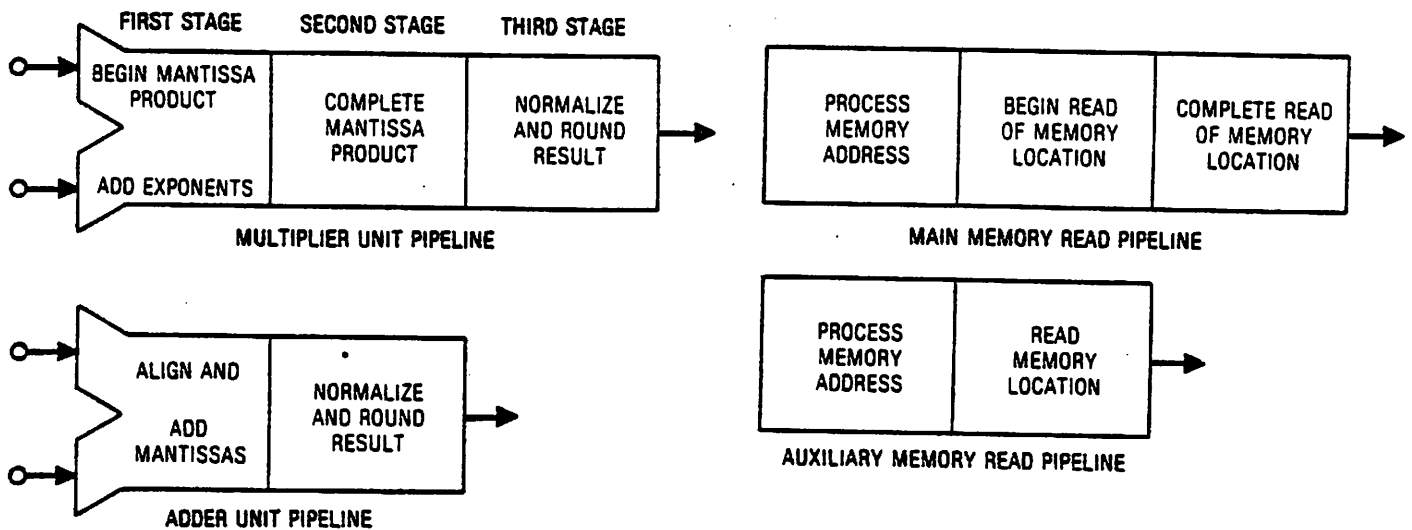 FIRST STAGE SECOND STAGE THIRD STAGE
BEGIN MANTISSA
PRODUCT
ADD EXPONENTS
COMPLETE
MANTISSA
PRODUCT
NORMALIZE
AND ROUND
RESULT
MULTIPLIER UNIT PIPELINE
PROCESS
MEMORY
ADDRESS
BEGIN READ
OF MEMORY
LOCATION
COMPLETE READ
OF MEMORY
LOCATION
MAIN MEMORY READ PIPELINE
ALIGN AND
ADD
MANTISSAS
NORMALIZE
AND ROUND
RESULT
ADDER UNIT PIPELINE
PROCESS
MEMORY
ADDRESS
READ
MEMORY
LOCATION
AUXILIARY MEMORY READ PIPELINE